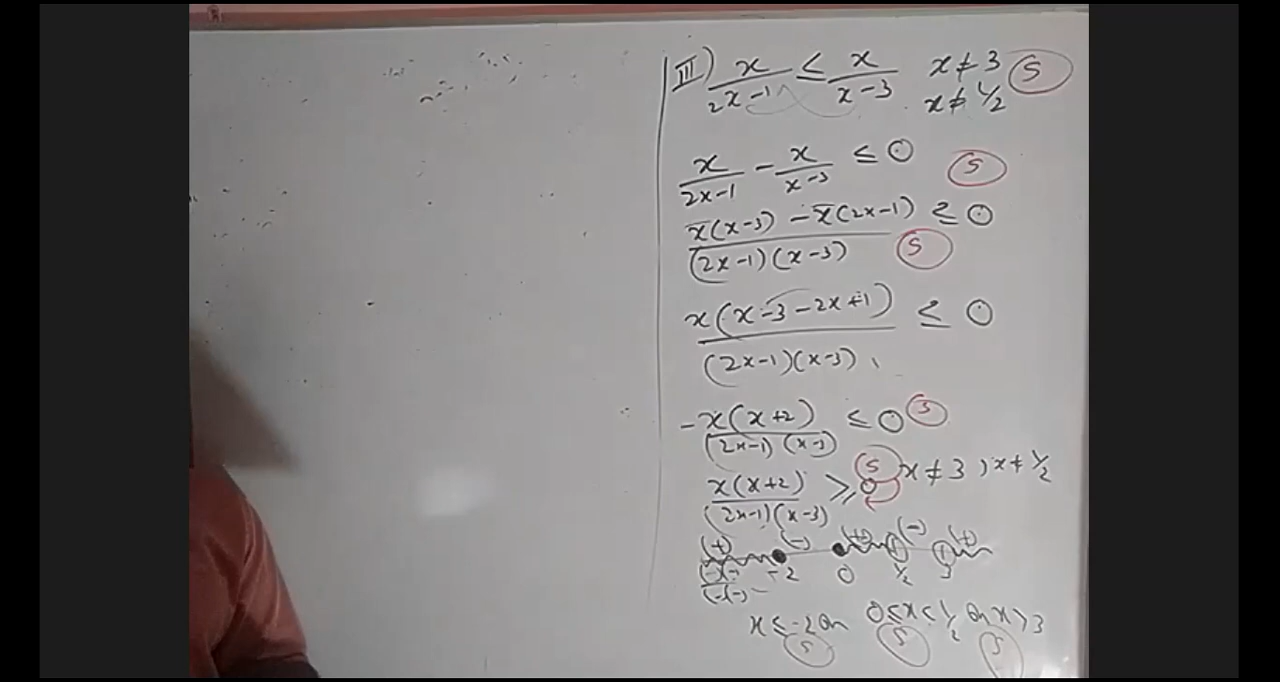 III) x/(2x-1) ≤ x/(x-3) x≠3 (5)
x≠1/2
x/(2x-1) - x/(x-3) ≤ 0 (5)
(x(x-3) - x(2x-1))/((2x-1)(x-3)) ≤ 0 (5)
x(x-3-2x+1)/((2x-1)(x-3)) ≤ 0
-x(x+2)/((2x-1)(x-3)) ≤ 0 (5)
x(x+2)/((2x-1)(x-3)) ≥ 0 (5) x≠3, x≠1/2
(+) (-) (+) (-) (+)
-2 0 1/2 3
(-)(-)/(-)(-)
x≤-2 or 0≤x<1/2 or x>3
(5) (5) (5)